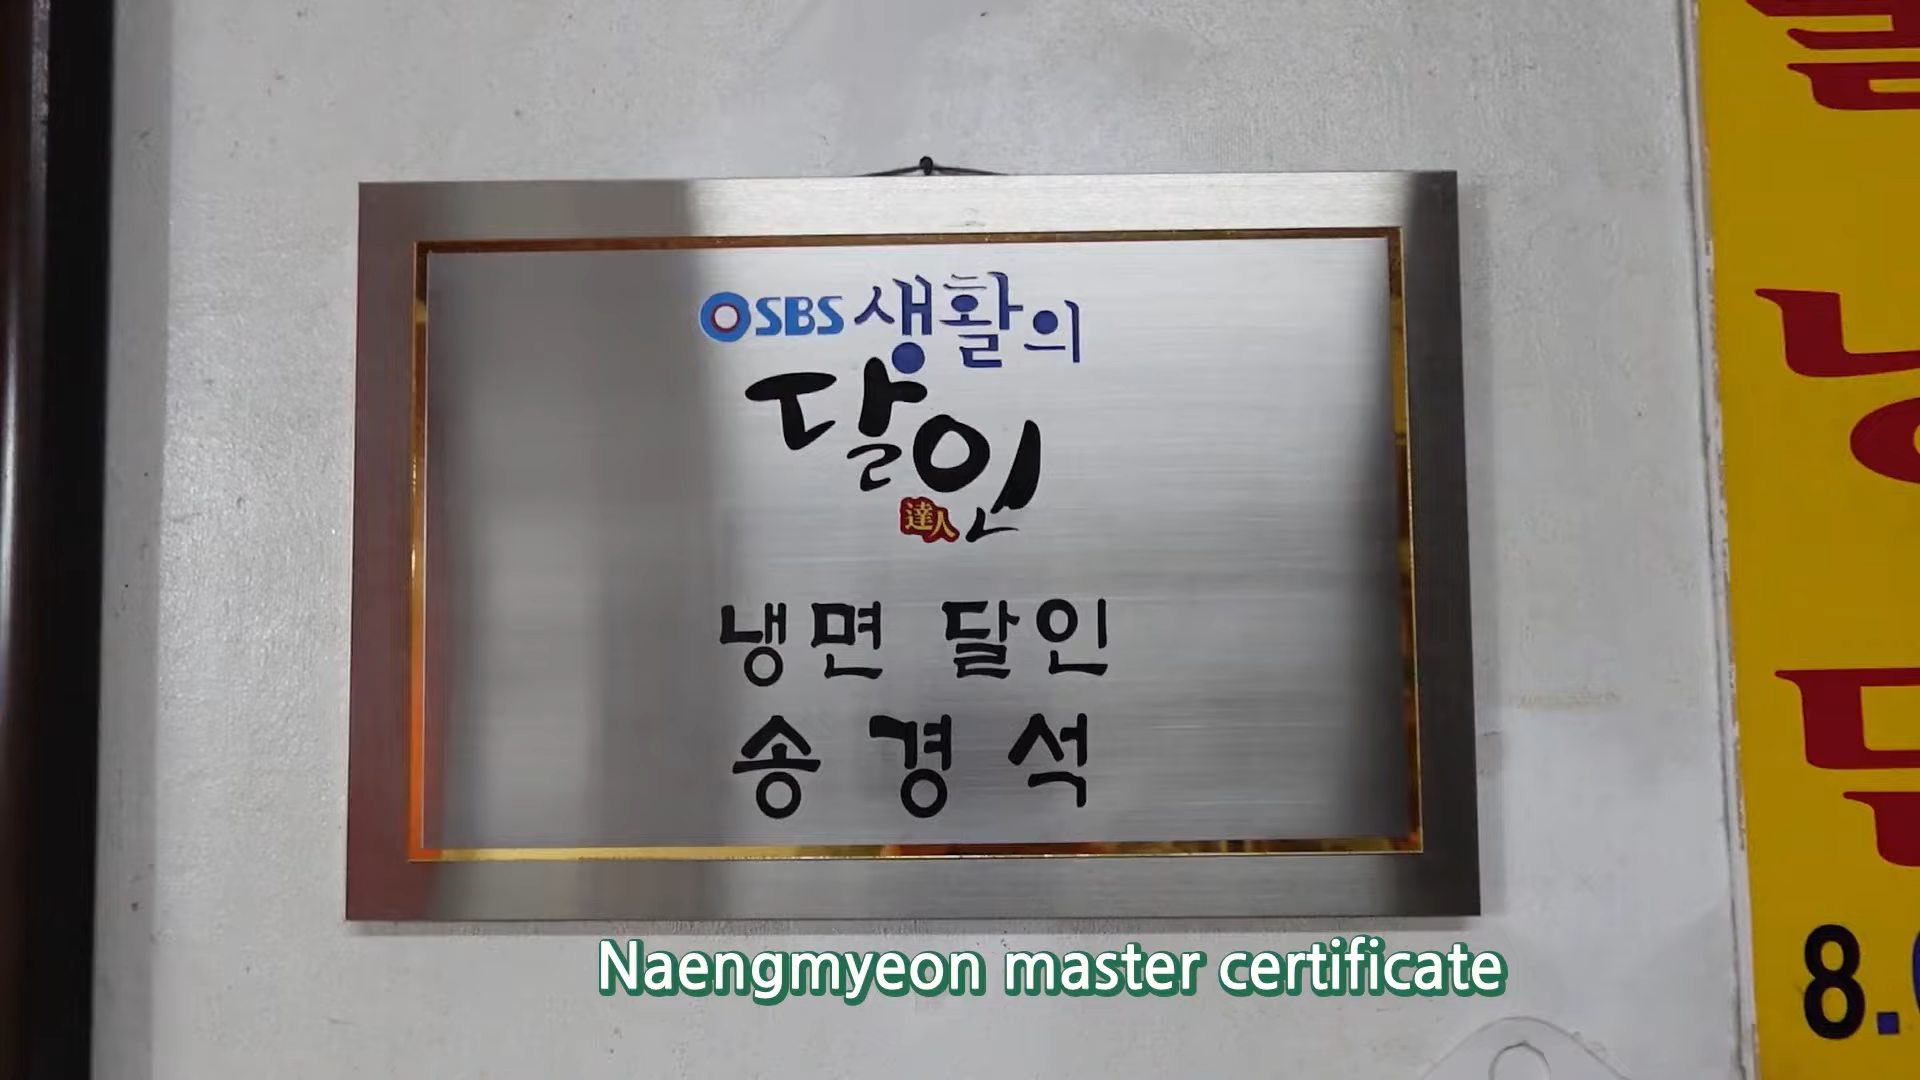 SBS 생활의
달인
達人
냉면 달인
송경석
Naengmyeon master certificate
8.